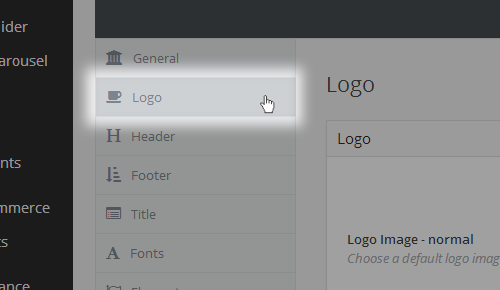 ider
arousel
nts
mmerce
ts
ance
General
Logo
Header
Footer
Title
Fonts
Logo
Logo
Logo Image - normal
Choose a default logo imag